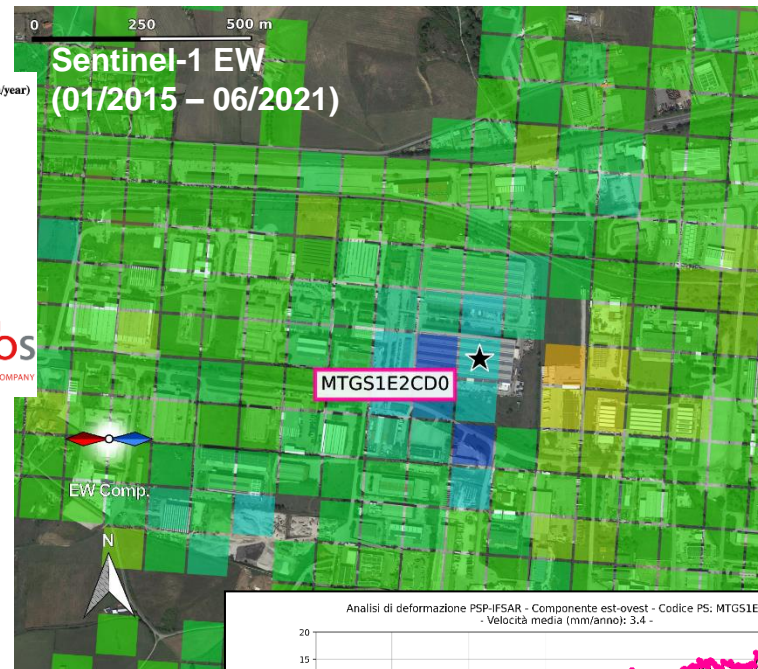 0 250 500 m
Sentinel-1 EW
(01/2015 – 06/2021)
/year)
OS
COMPANY
MTGS1E2CD0
EW Comp.
N
Analisi di deformazione PSP-IFSAR - Componente est-ovest - Codice PS: MTGS1E
- Velocità media (mm/anno): 3.4 -
20
15